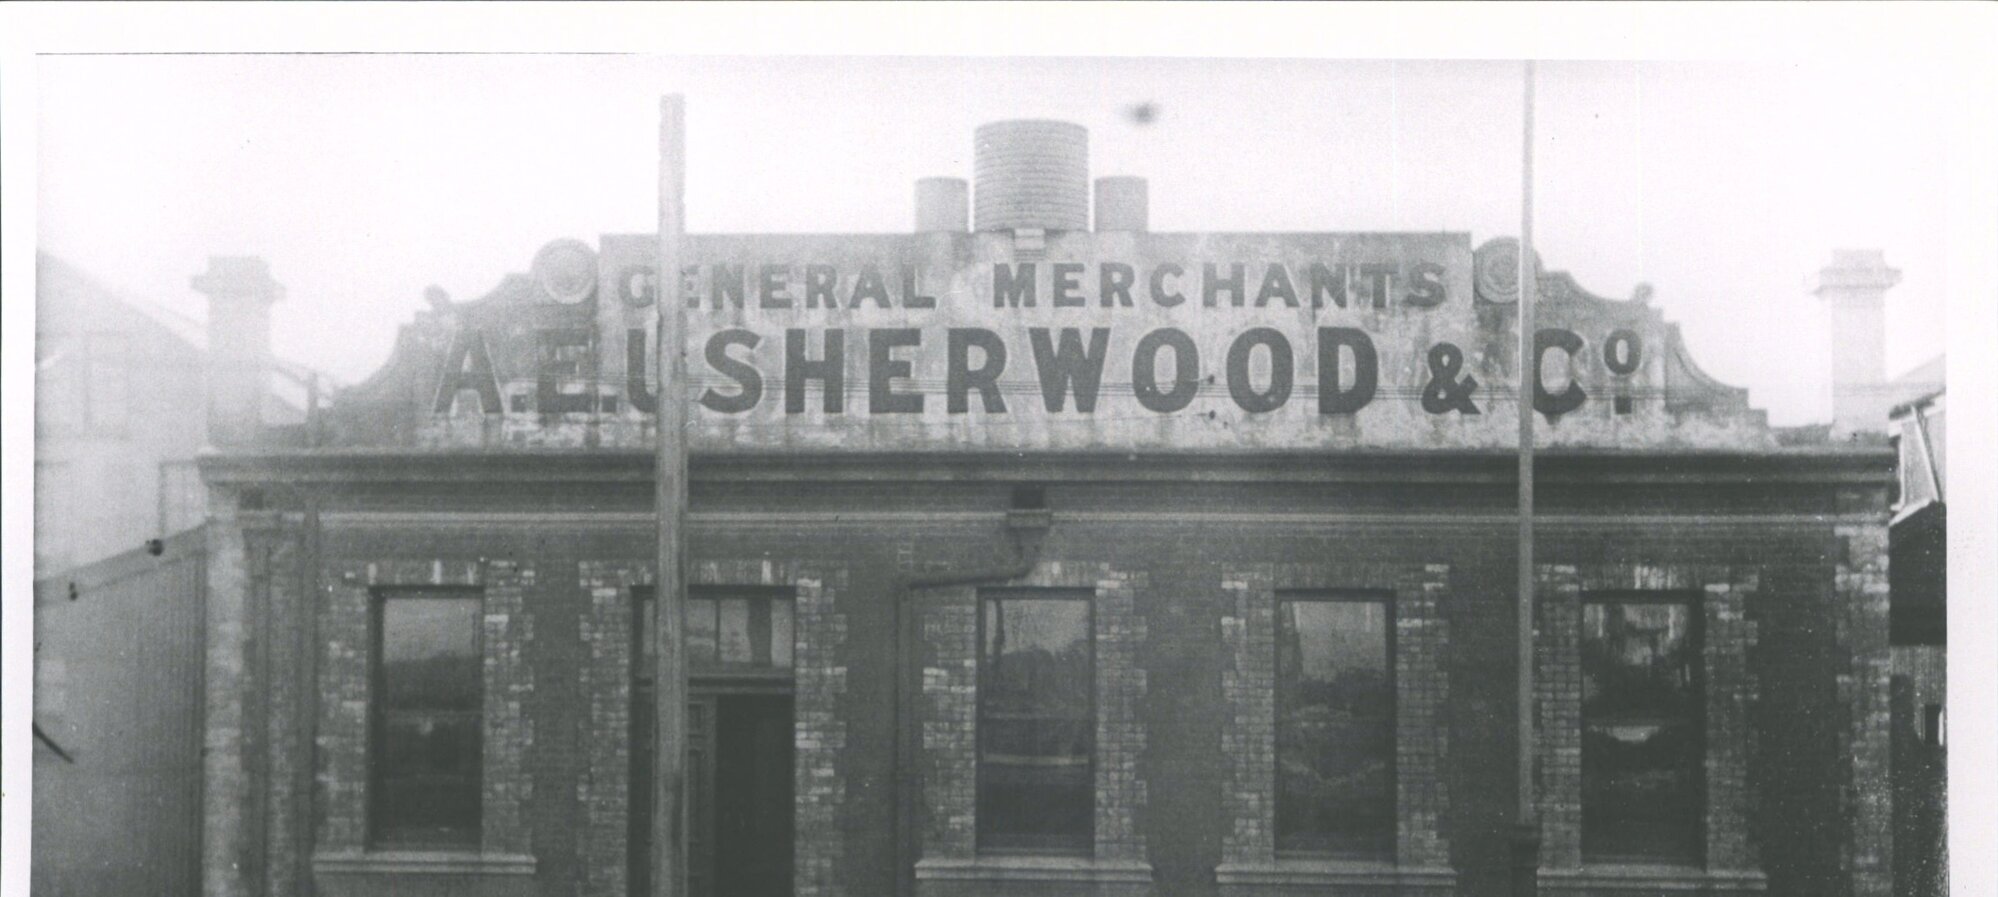 GENERAL MERCHANTS
A.E. USHERWOOD & Cº